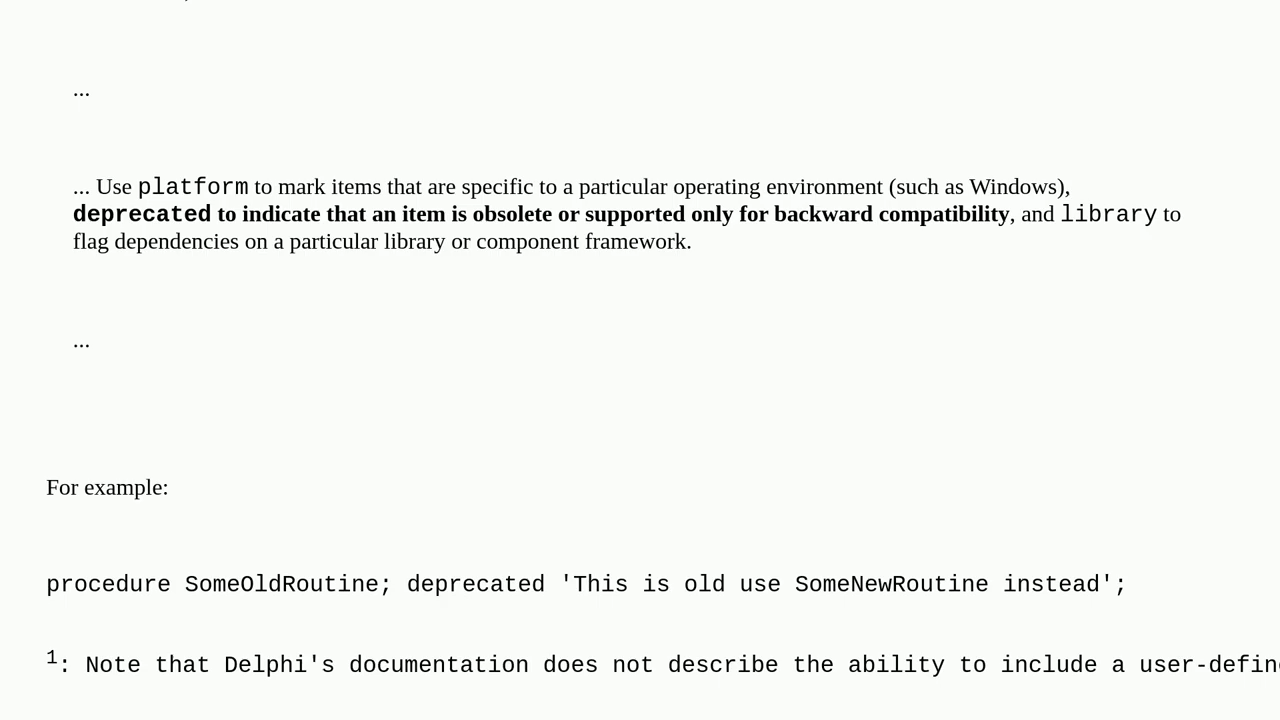 ...
... Use platform to mark items that are specific to a particular operating environment (such as Windows),
deprecated to indicate that an item is obsolete or supported only for backward compatibility, and library to
flag dependencies on a particular library or component framework.
...
For example:
procedure SomeOldRoutine; deprecated 'This is old use SomeNewRoutine instead';
1: Note that Delphi's documentation does not describe the ability to include a